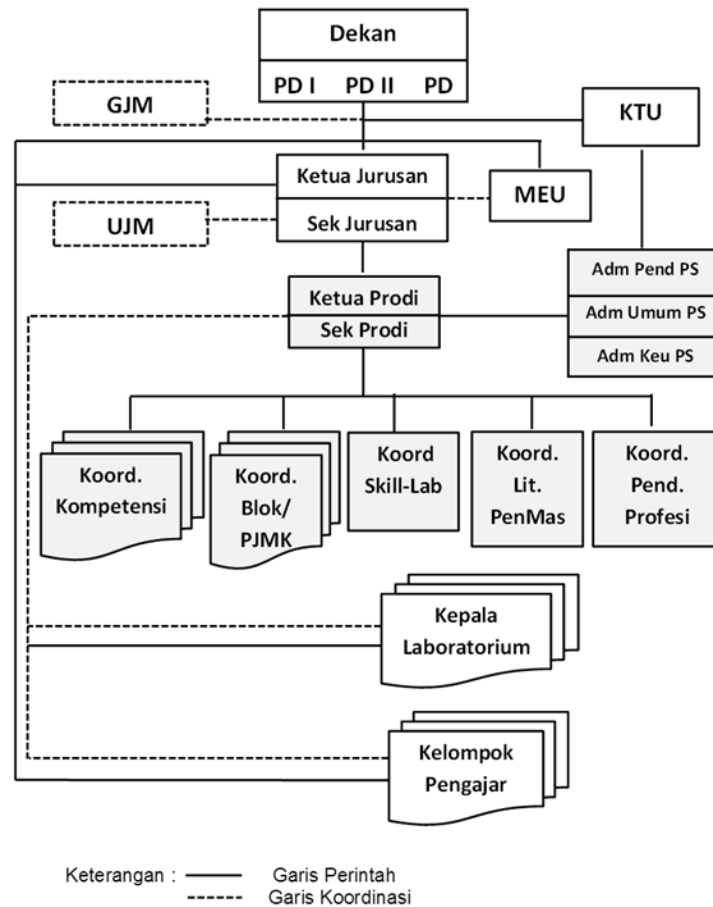 Dekan
PD I PD II PD
GJM
KTU
Ketua Jurusan
MEU
UJM
Sek Jurusan
Adm Pend PS
Ketua Prodi
Adm Umum PS
Sek Prodi
Adm Keu PS
Koord.
Kompetensi
Koord.
Blok/
PJMK
Koord
Skill-Lab
Koord.
Lit.
PenMas
Koord.
Pend.
Profesi
Kepala
Laboratorium
Kelompok
Pengajar
Keterangan : Garis Perintah
Garis Koordinasi